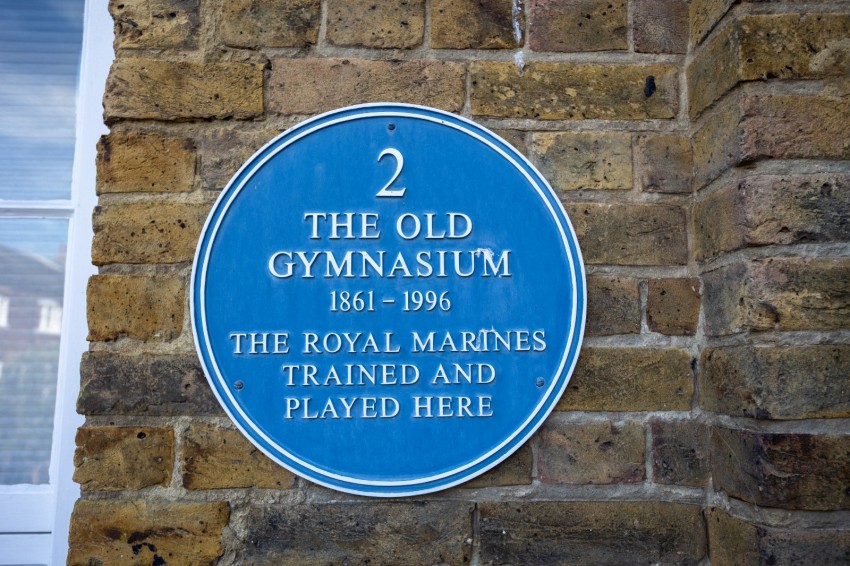 2
THE OLD
GYMNASIUM
1861 – 1996
THE ROYAL MARINES
TRAINED AND
PLAYED HERE